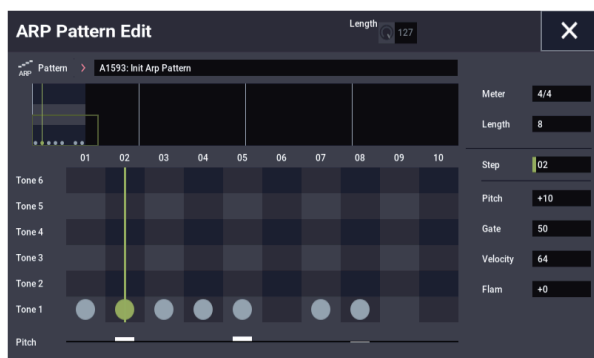 ARP Pattern Edit
Length 127
ARP Pattern > A1593: Init Arp Pattern
Meter 4/4
Length 8
01 02 03 04 05 06 07 08 09 10
Step 02
Tone 6
Tone 5
Pitch +10
Tone 4
Gate 50
Tone 3
Velocity 64
Tone 2
Flam +0
Tone 1
Pitch